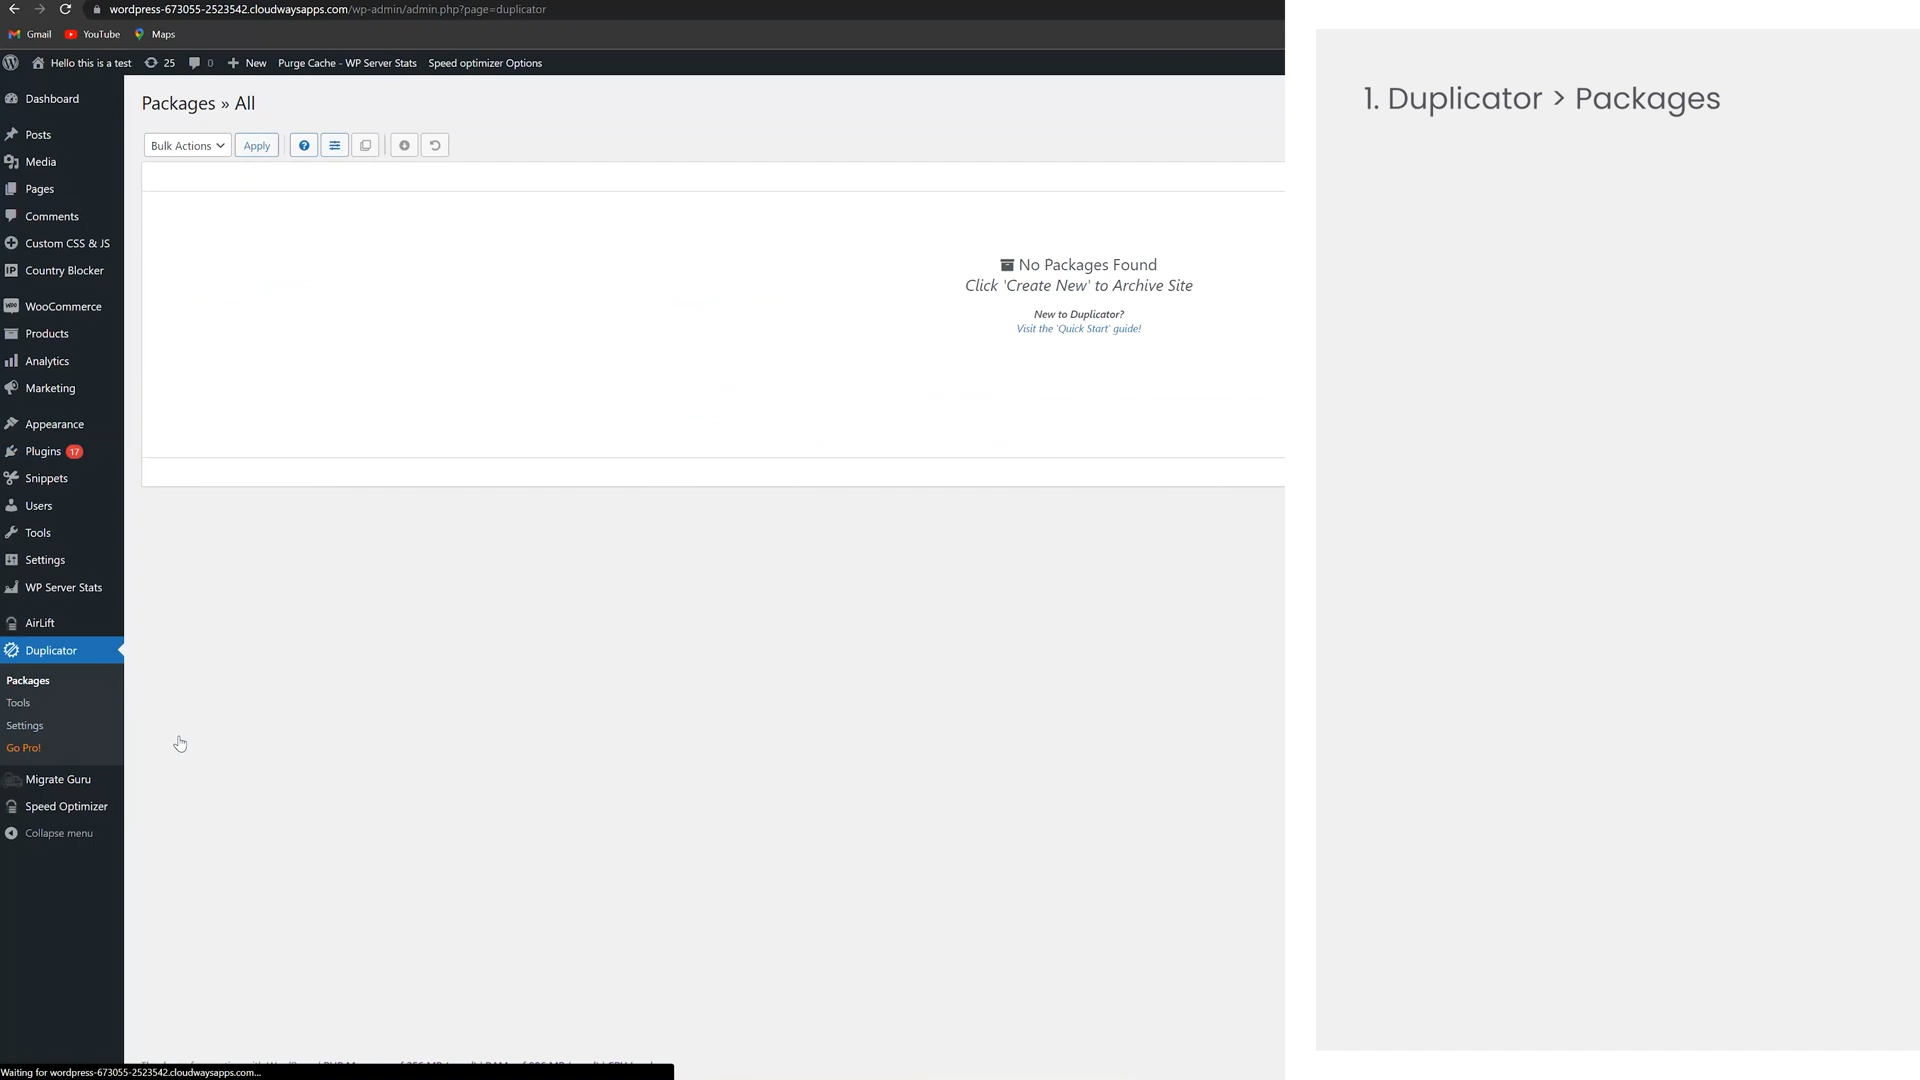 wordpress-673055-2523542.cloudwaysapps.com/wp-admin/admin.php?page=duplicator
Gmail YouTube Maps
Hello this is a test 25 0 New Purge Cache - WP Server Stats Speed optimizer Options
Dashboard
Posts
Media
Pages
Comments
Custom CSS & JS
IP Country Blocker
WooCommerce
Products
Analytics
Marketing
Appearance
Plugins 17
Snippets
Users
Tools
Settings
WP Server Stats
AirLift
Duplicator
Packages
Tools
Settings
Go Pro!
Migrate Guru
Speed Optimizer
Collapse menu
Packages » All
Bulk Actions Apply
No Packages Found
Click 'Create New' to Archive Site
New to Duplicator?
Visit the 'Quick Start' guide!
Waiting for wordpress-673055-2523542.cloudwaysapps.com...
1. Duplicator > Packages